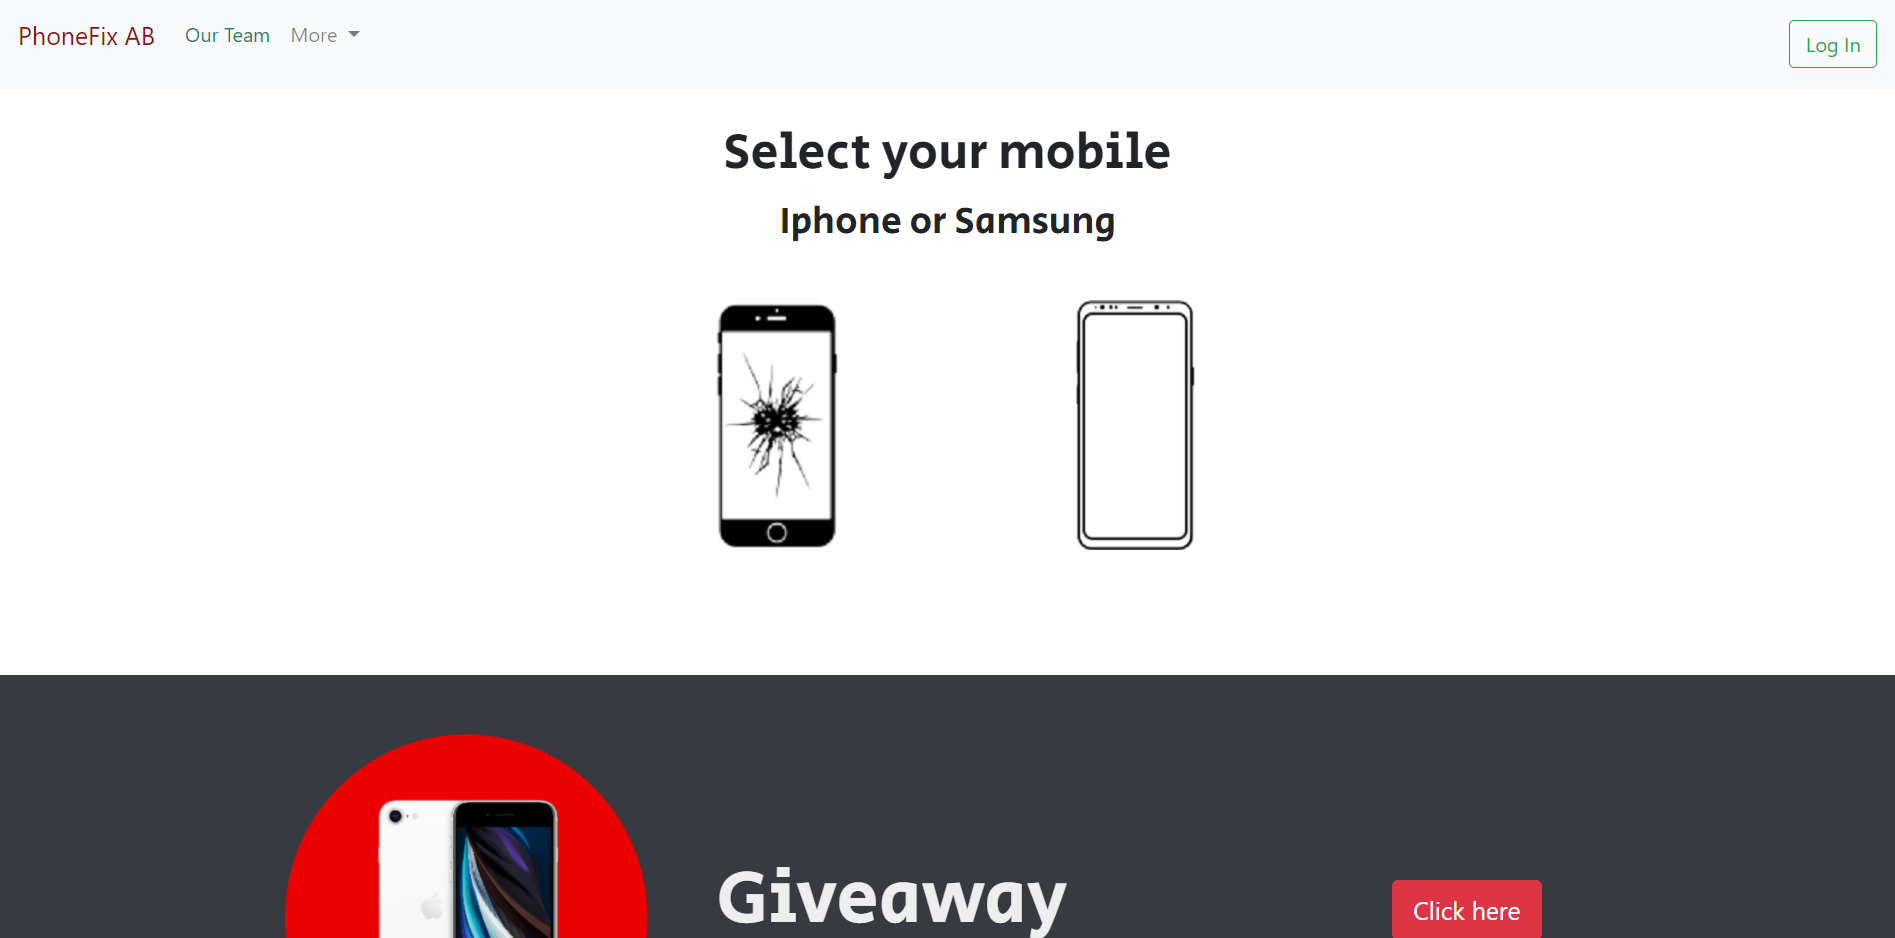 PhoneFix AB
Our Team
More
Log In
Select your mobile
Iphone or Samsung
Giveaway
Click here